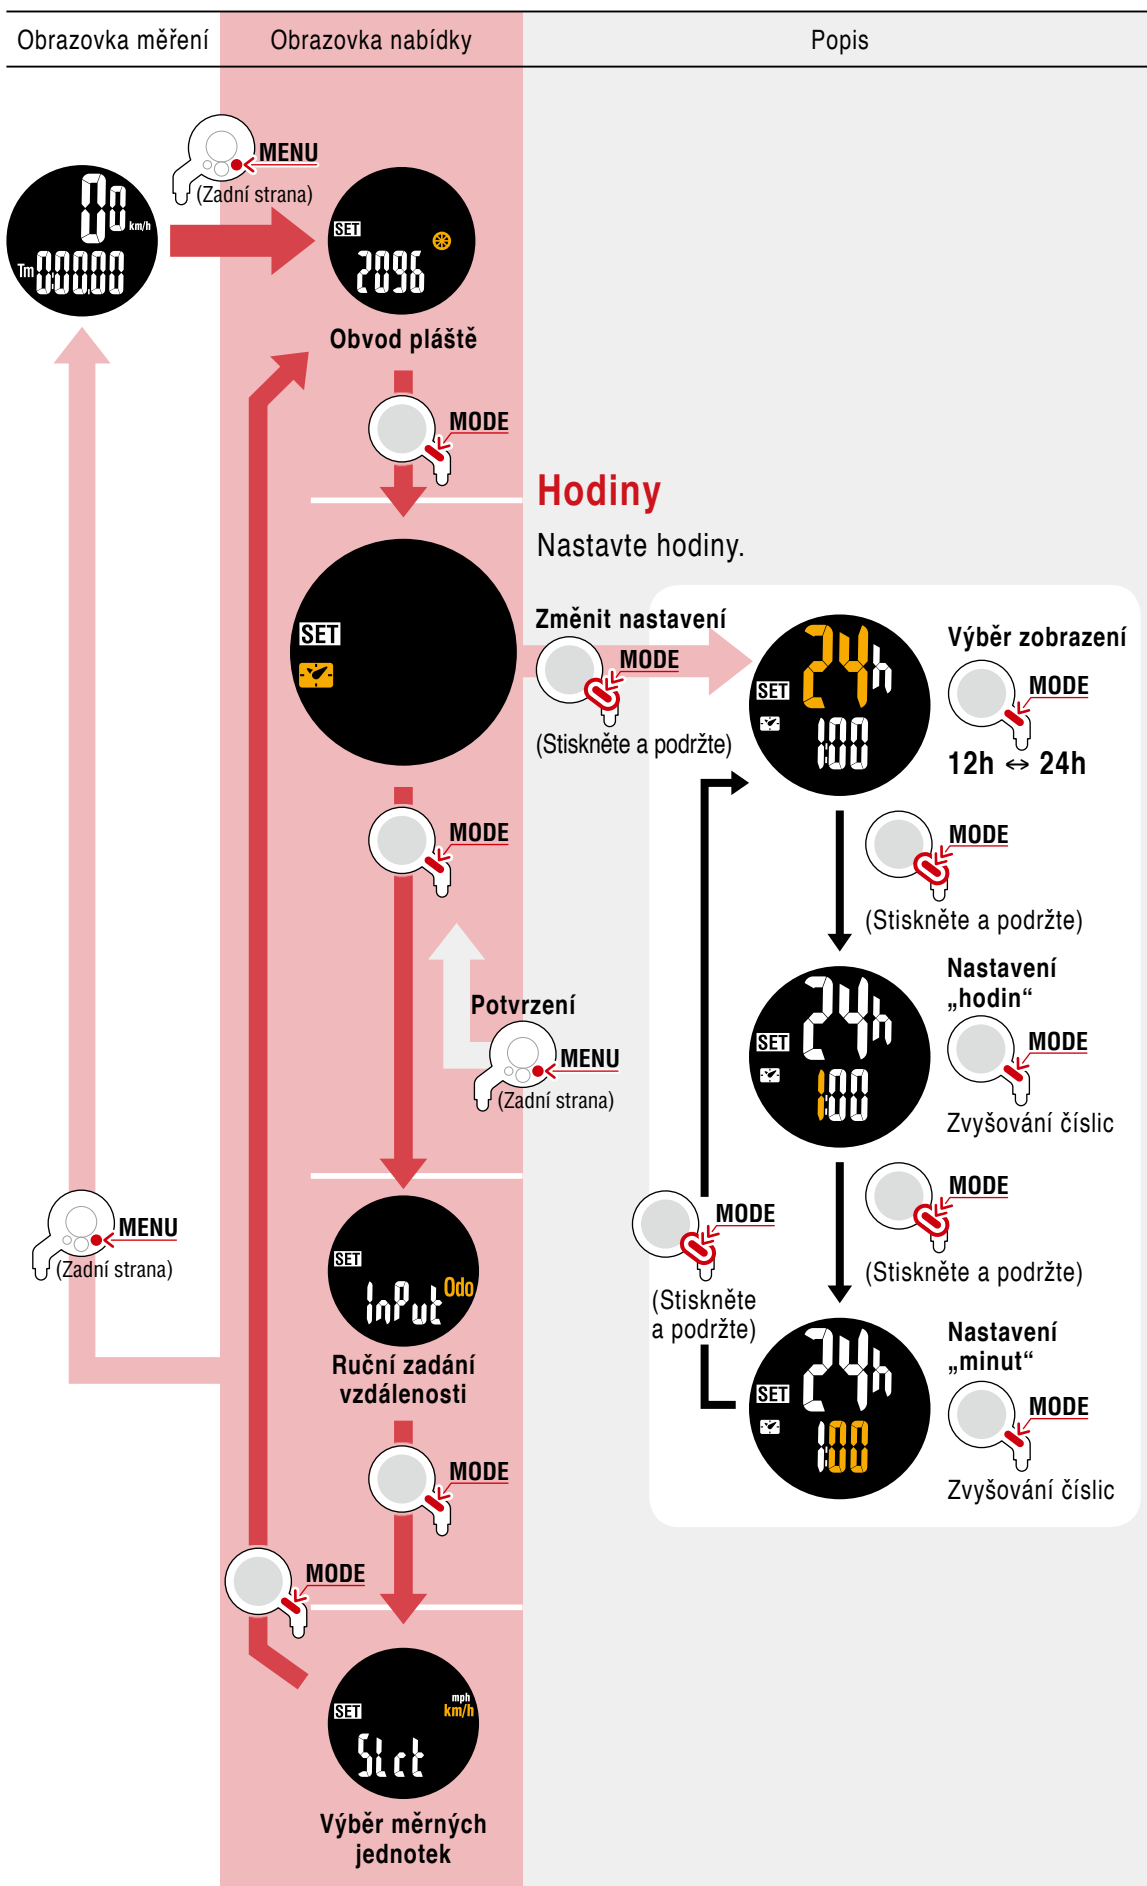 Obrazovka měření
Obrazovka nabídky
Popis
MENU
(Zadní strana)
00 km/h
Tm 0:00.00
SET
2096
Obvod pláště
MODE
Hodiny
Nastavte hodiny.
SET
Změnit nastavení
MODE
(Stiskněte a podržte)
24h
SET
1:00
Výběr zobrazení
MODE
12h ⇔ 24h
MODE
MODE
(Stiskněte a podržte)
Potvrzení
MENU
(Zadní strana)
24h
SET
1:00
Nastavení
„hodin“
MODE
Zvyšování číslic
MENU
(Zadní strana)
SET
InPut Odo
Ruční zadání
vzdálenosti
MODE
(Stiskněte
a podržte)
MODE
(Stiskněte a podržte)
24h
SET
1:00
Nastavení
„minut“
MODE
Zvyšování číslic
MODE
MODE
mph
SET km/h
Slct
Výběr měrných
jednotek